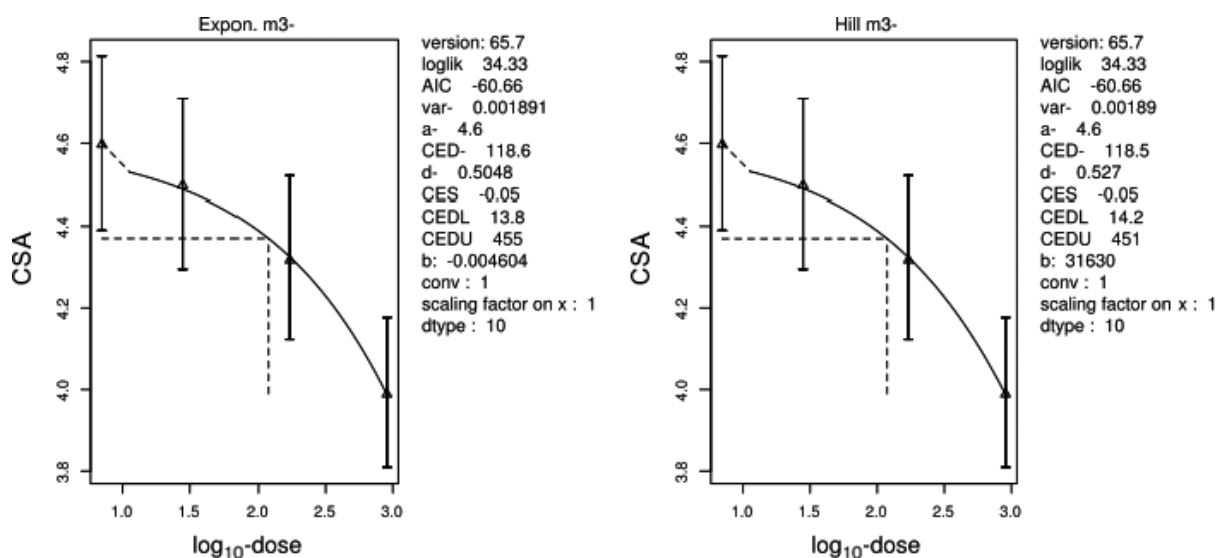 Expon. m3-
CSA
4.8
4.6
4.4
4.2
4.0
3.8
1.0 1.5 2.0 2.5 3.0
log10-dose
version: 65.7
loglik 34.33
AIC -60.66
var- 0.001891
a- 4.6
CED- 118.6
d- 0.5048
CES -0.05
CEDL 13.8
CEDU 455
b: -0.004604
conv : 1
scaling factor on x : 1
dtype : 10
Hill m3-
CSA
4.8
4.6
4.4
4.2
4.0
3.8
1.0 1.5 2.0 2.5 3.0
log10-dose
version: 65.7
loglik 34.33
AIC -60.66
var- 0.00189
a- 4.6
CED- 118.5
d- 0.527
CES -0.05
CEDL 14.2
CEDU 451
b: 31630
conv : 1
scaling factor on x : 1
dtype : 10